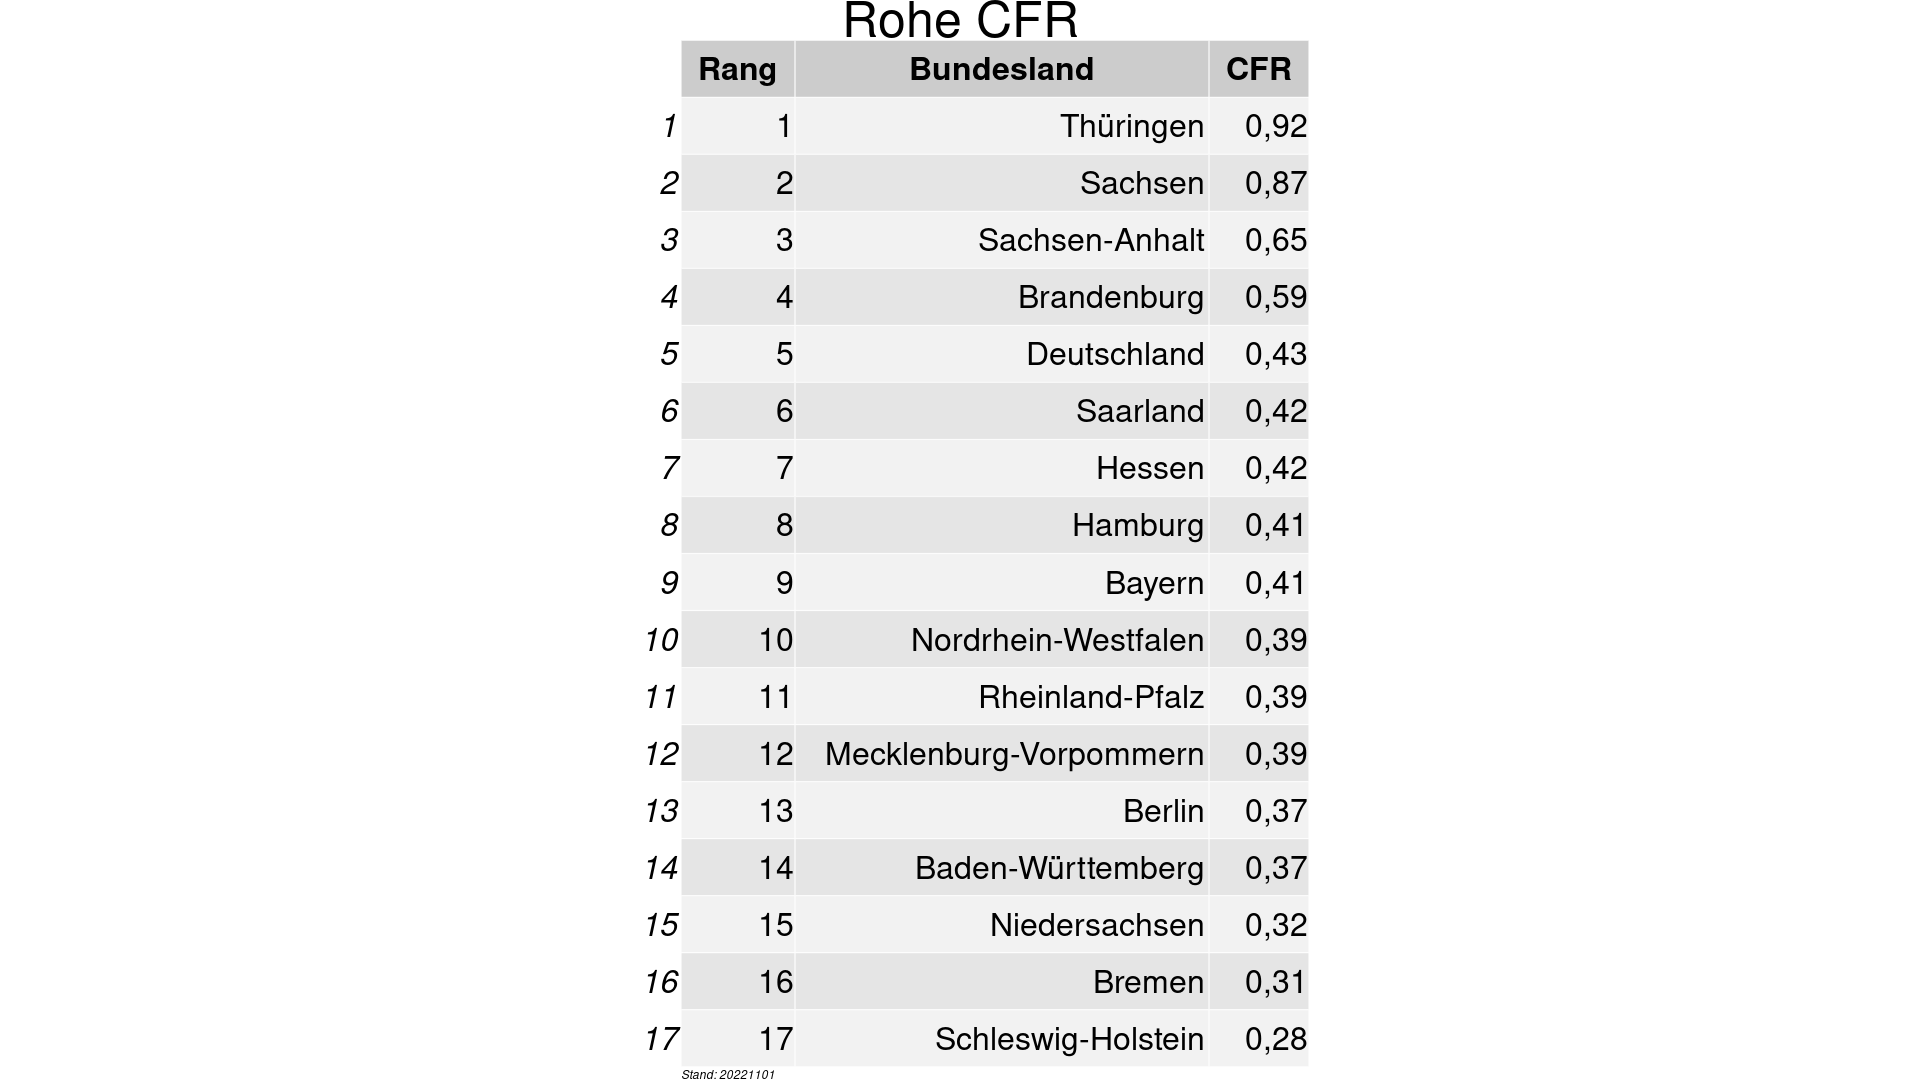 Rohe CFR
Rang Bundesland CFR
1 1 Thüringen 0,92
2 2 Sachsen 0,87
3 3 Sachsen-Anhalt 0,65
4 4 Brandenburg 0,59
5 5 Deutschland 0,43
6 6 Saarland 0,42
7 7 Hessen 0,42
8 8 Hamburg 0,41
9 9 Bayern 0,41
10 10 Nordrhein-Westfalen 0,39
11 11 Rheinland-Pfalz 0,39
12 12 Mecklenburg-Vorpommern 0,39
13 13 Berlin 0,37
14 14 Baden-Württemberg 0,37
15 15 Niedersachsen 0,32
16 16 Bremen 0,31
17 17 Schleswig-Holstein 0,28
Stand: 20221101